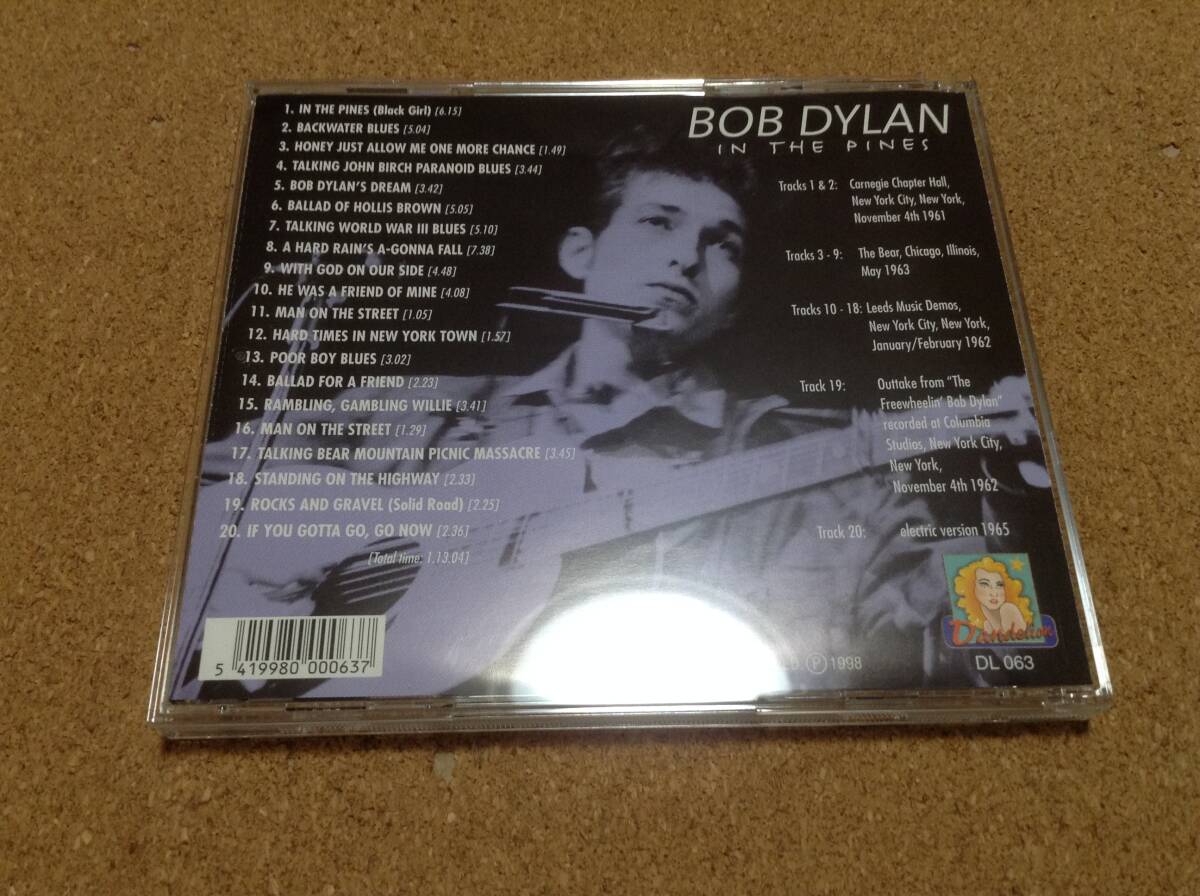 1. IN THE PINES (Black Girl) [6.15]
2. BACKWATER BLUES [5.04]
3. HONEY JUST ALLOW ME ONE MORE CHANCE [1.49]
4. TALKING JOHN BIRCH PARANOID BLUES [3.44]
5. BOB DYLAN'S DREAM [3.42]
6. BALLAD OF HOLLIS BROWN [5.05]
7. TALKING WORLD WAR III BLUES [5.10]
8. A HARD RAIN'S A-GONNA FALL [7.38]
9. WITH GOD ON OUR SIDE [4.48]
10. HE WAS A FRIEND OF MINE [4.08]
11. MAN ON THE STREET [1.05]
12. HARD TIMES IN NEW YORK TOWN [1.57]
13. POOR BOY BLUES [3.02]
14. BALLAD FOR A FRIEND [2.23]
15. RAMBLING, GAMBLING WILLIE [3.41]
16. MAN ON THE STREET [1.29]
17. TALKING BEAR MOUNTAIN PICNIC MASSACRE [3.45]
18. STANDING ON THE HIGHWAY [2.33]
19. ROCKS AND GRAVEL (Solid Road) [2.25]
20. IF YOU GOTTA GO, GO NOW [2.36]
[Total time: 1.13.04]
BOB DYLAN
IN THE PINES
Tracks 1 & 2: Carnegie Chapter Hall,
New York City, New York,
November 4th 1961
Tracks 3 - 9: The Bear, Chicago, Illinois,
May 1963
Tracks 10 - 18: Leeds Music Demos,
New York City, New York,
January/February 1962
Track 19: Outtake from "The
Freewheelin' Bob Dylan"
recorded at Columbia
Studios, New York City,
New York,
November 4th 1962
Track 20: electric version 1965
Dandelion
DL 063
℗ 1998
5 419980 000637